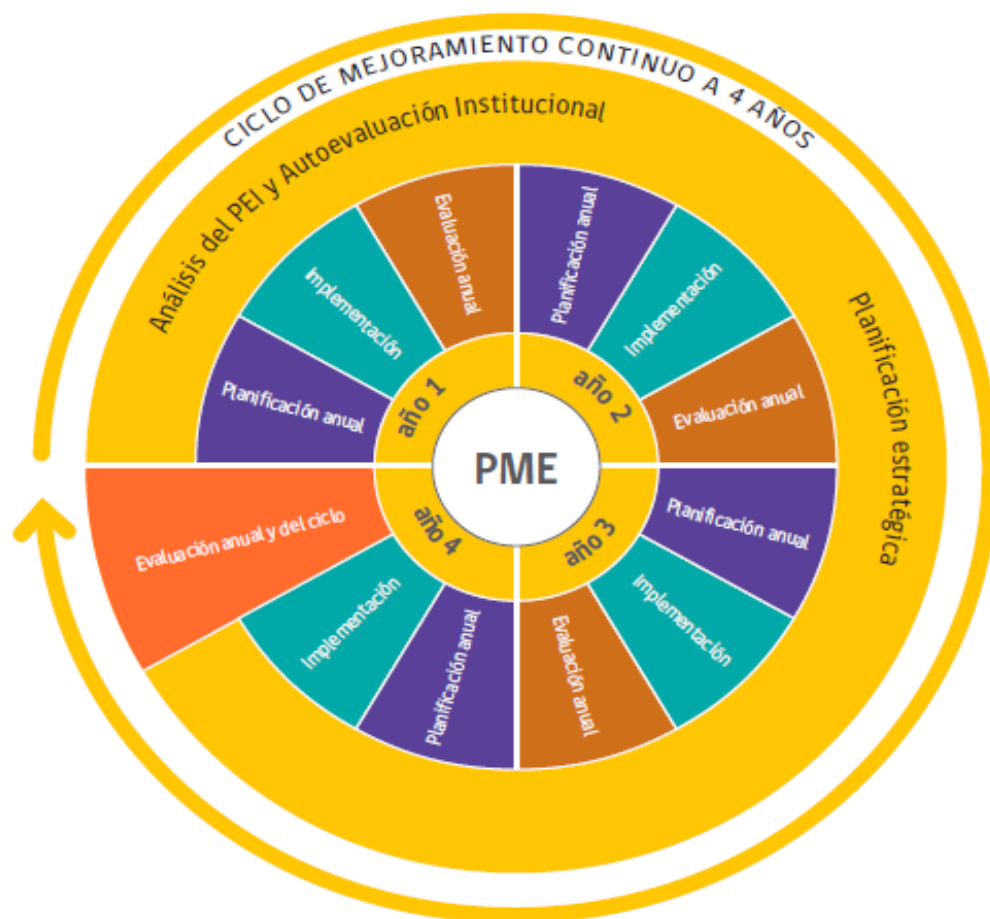 CICLO DE MEJORAMIENTO CONTINUO A 4 AÑOS
Análisis del PEI y Autoevaluación Institucional
Planificación estratégica
PME
año 1
Planificación anual
Implementación
Evaluación anual
año 2
Planificación anual
Implementación
Evaluación anual
año 3
Planificación anual
Implementación
Evaluación anual
año 4
Planificación anual
Implementación
Evaluación anual y del ciclo